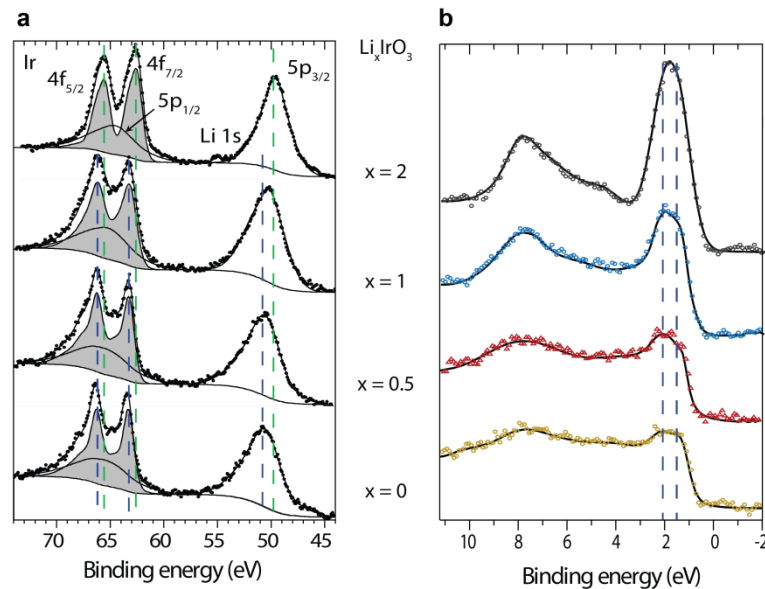 a
b
Ir
4f5/2
4f7/2
5p1/2
Li 1s
5p3/2
LixIrO3
x = 2
x = 1
x = 0.5
x = 0
70 65 60 55 50 45
Binding energy (eV)
10 8 6 4 2 0 -2
Binding energy (eV)